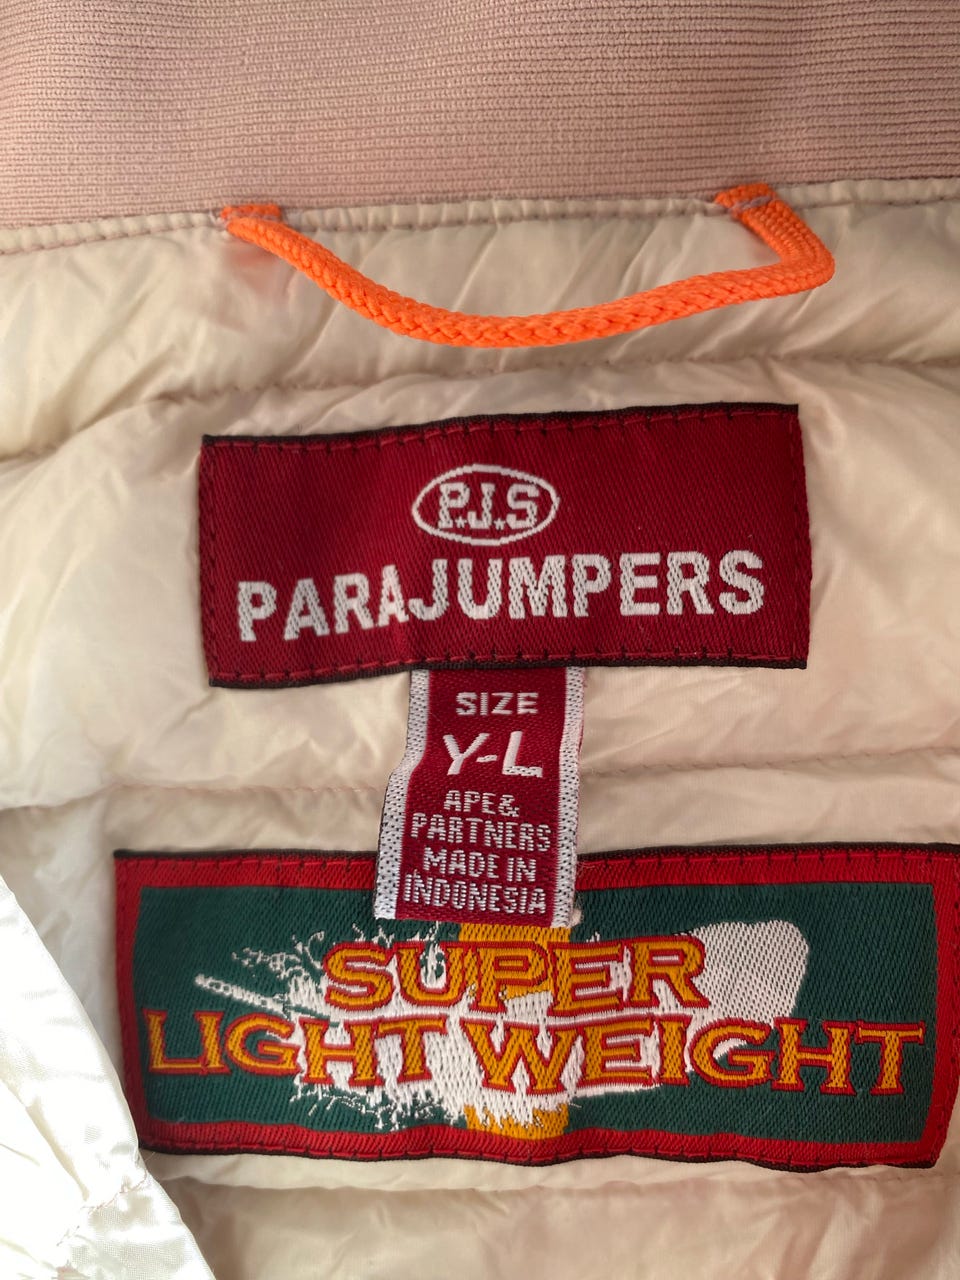 P.J.S
PARAJUMPERS
SIZE
Y-L
APE&
PARTNERS
MADE IN
INDONESIA
SUPER
LIGHT WEIGHT